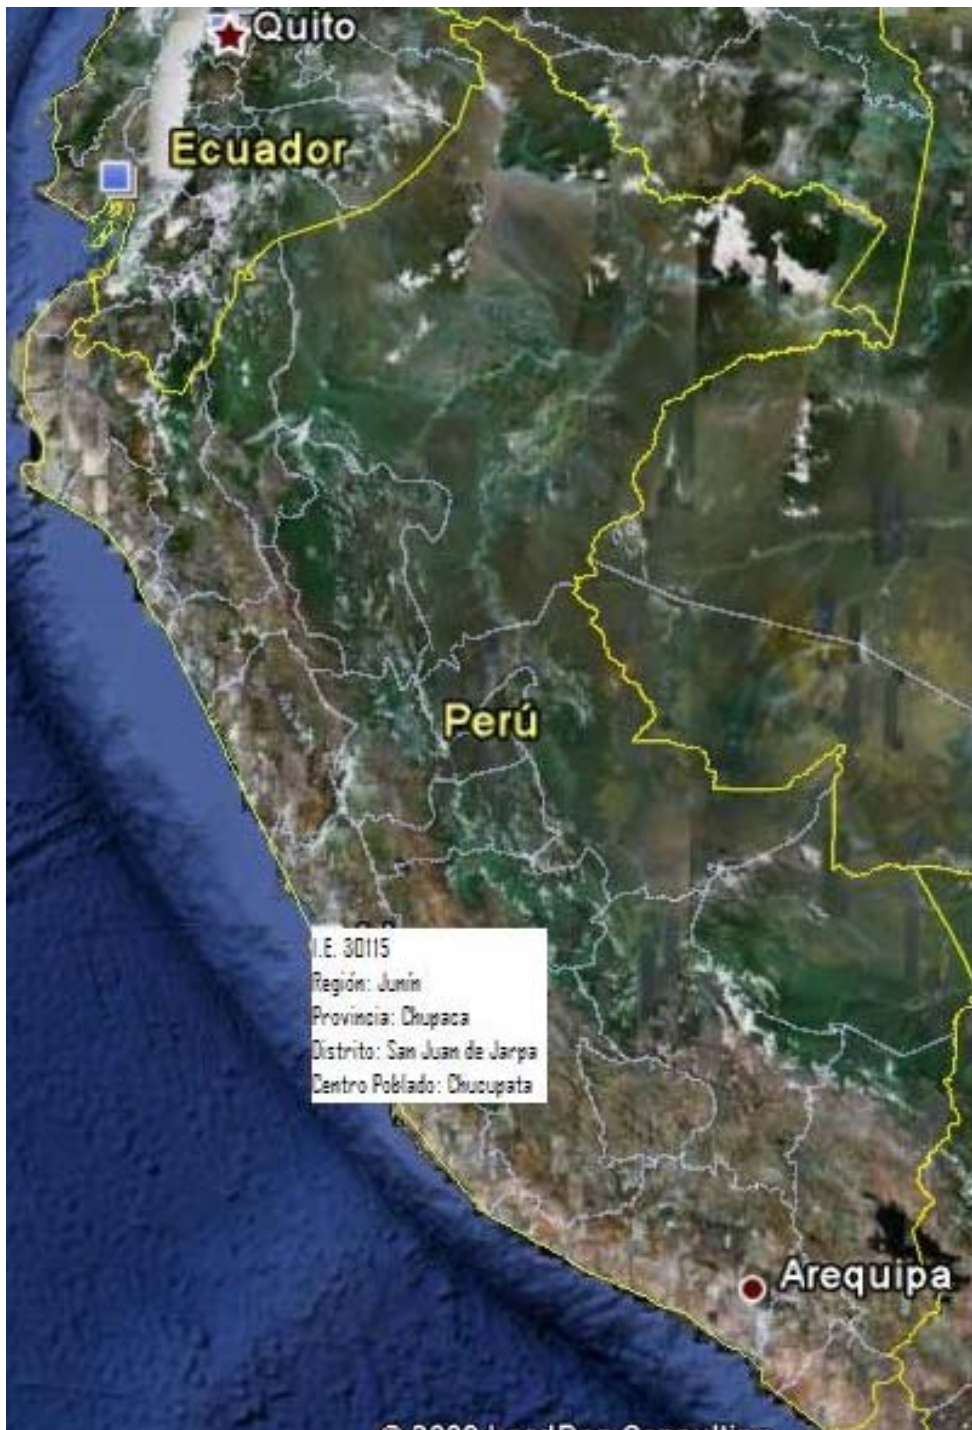 Quito
Ecuador
Perú
I.E. 30115
Región: Junín
Provincia: Chupaca
Distrito: San Juan de Jarpa
Centro Poblado: Chucupata
Arequipa